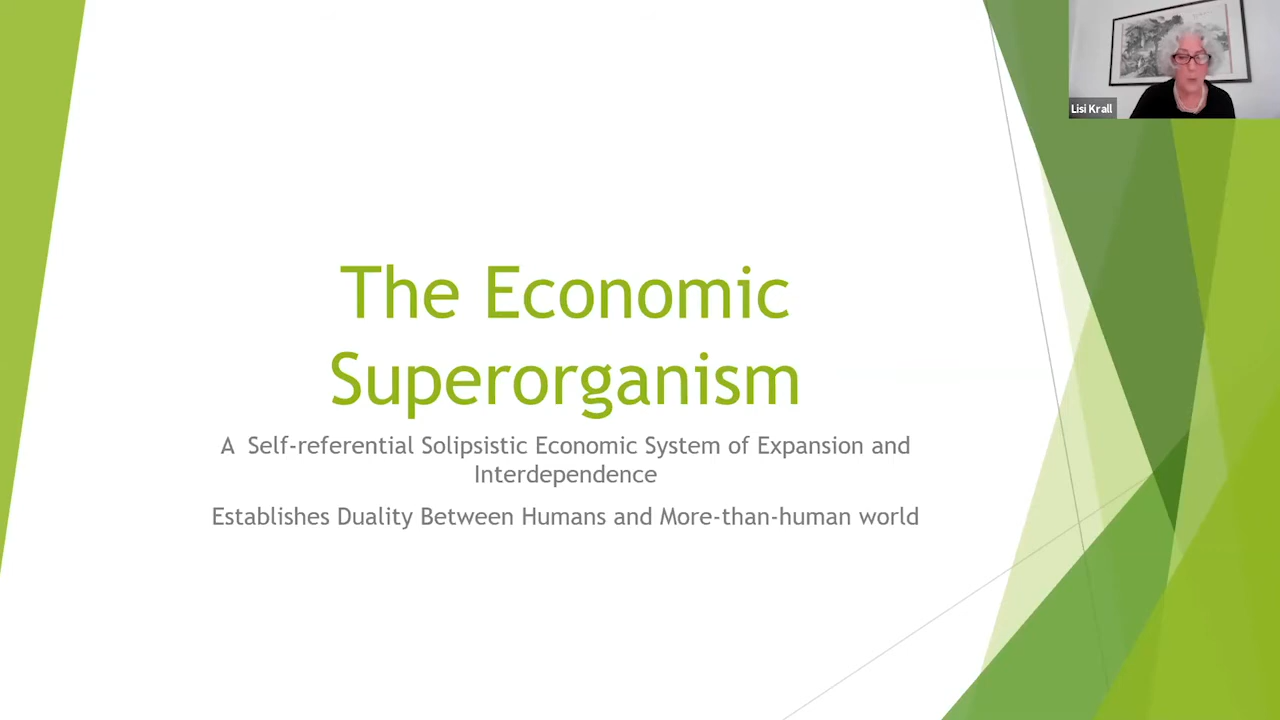 Lisi Krall
The Economic
Superorganism
A Self-referential Solipsistic Economic System of Expansion and
Interdependence
Establishes Duality Between Humans and More-than-human world